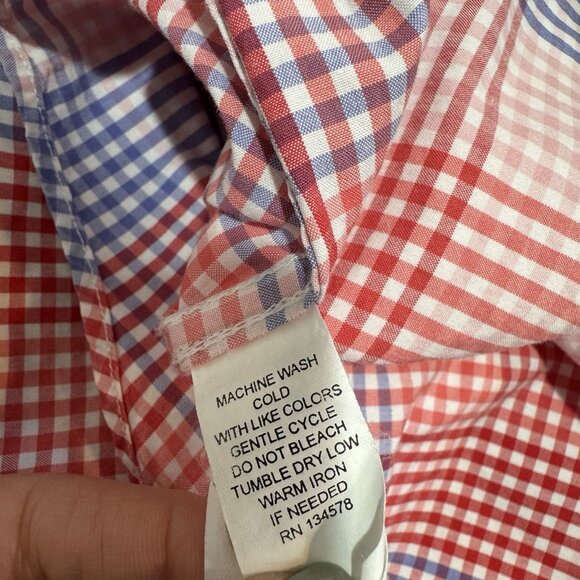 MACHINE WASH
COLD
WITH LIKE COLORS
GENTLE CYCLE
DO NOT BLEACH
TUMBLE DRY LOW
WARM IRON
IF NEEDED
RN 134578